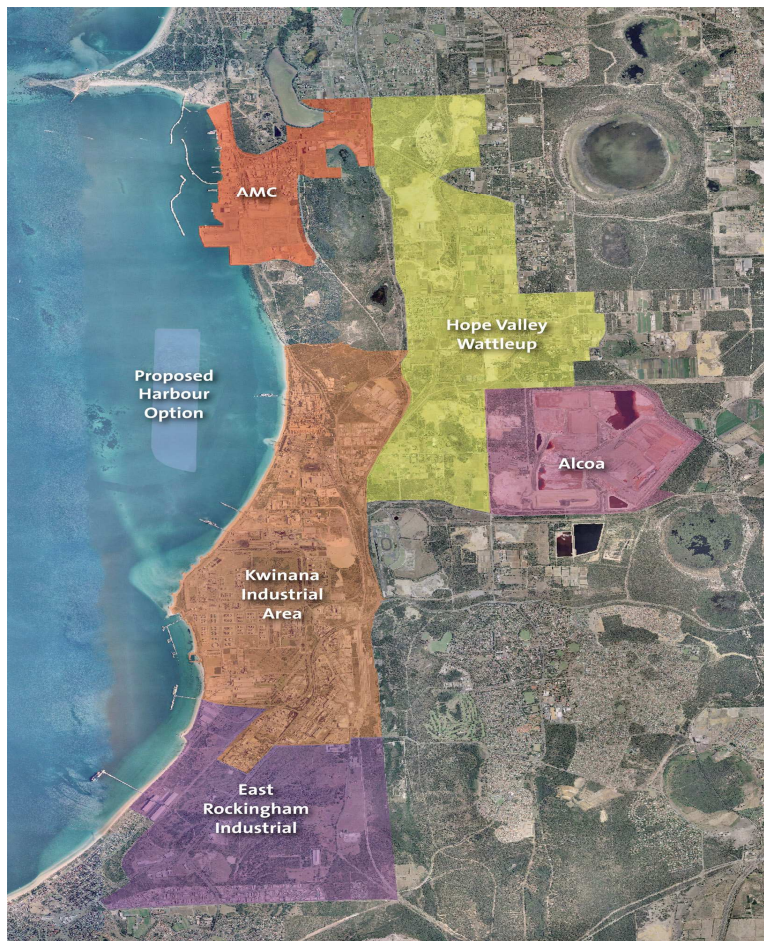 AMC
Hope Valley
Wattleup
Proposed
Harbour
Option
Alcoa
Kwinana
Industrial
Area
East
Rockingham
Industrial